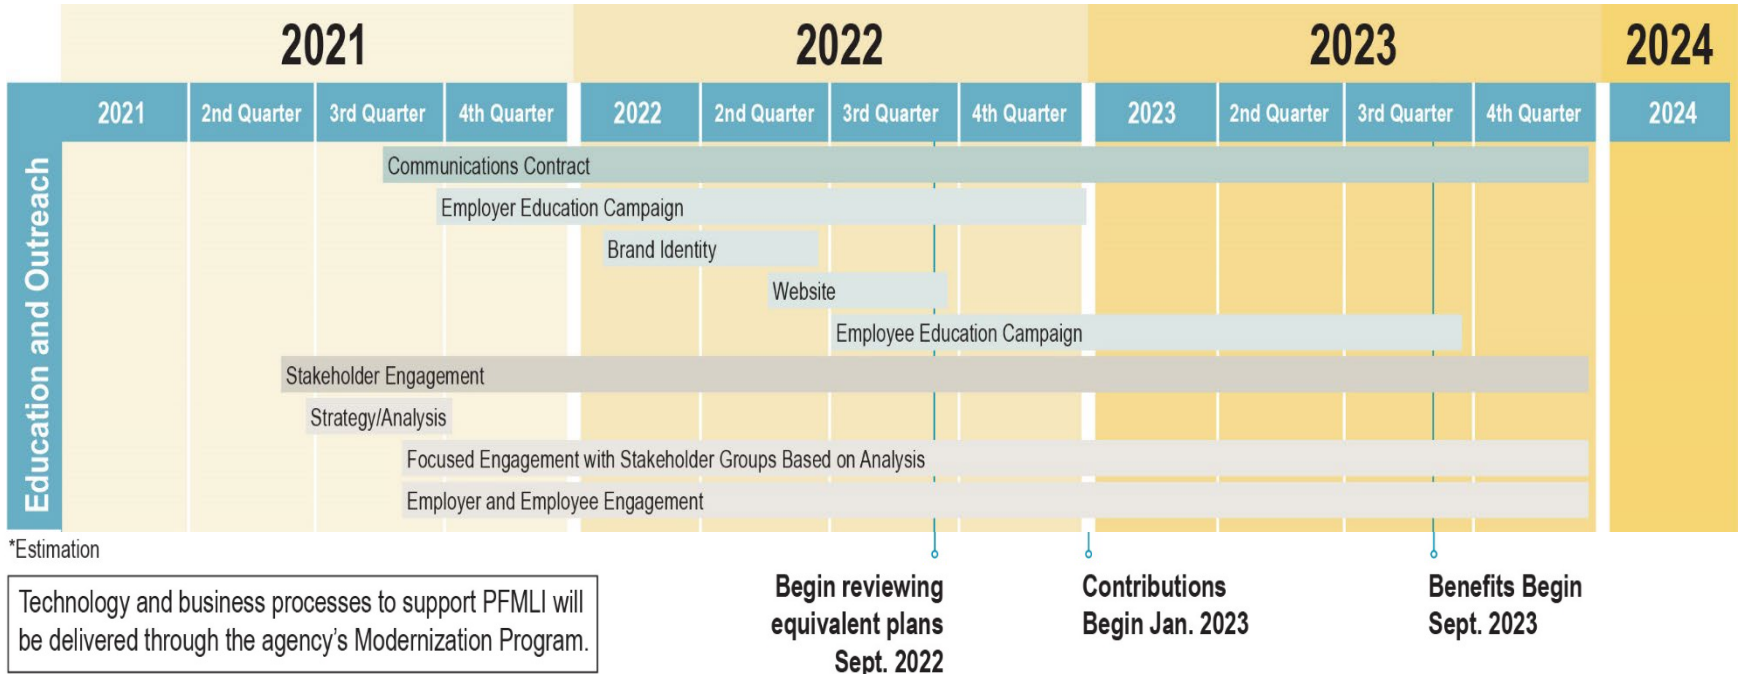 2021 2022 2023 2024
2021 2nd Quarter 3rd Quarter 4th Quarter 2022 2nd Quarter 3rd Quarter 4th Quarter 2023 2nd Quarter 3rd Quarter 4th Quarter 2024
Education and Outreach
Communications Contract
Employer Education Campaign
Brand Identity
Website
Employee Education Campaign
Stakeholder Engagement
Strategy/Analysis
Focused Engagement with Stakeholder Groups Based on Analysis
Employer and Employee Engagement
*Estimation
Technology and business processes to support PFMLI will
be delivered through the agency’s Modernization Program.
Begin reviewing
equivalent plans
Sept. 2022
Contributions
Begin Jan. 2023
Benefits Begin
Sept. 2023